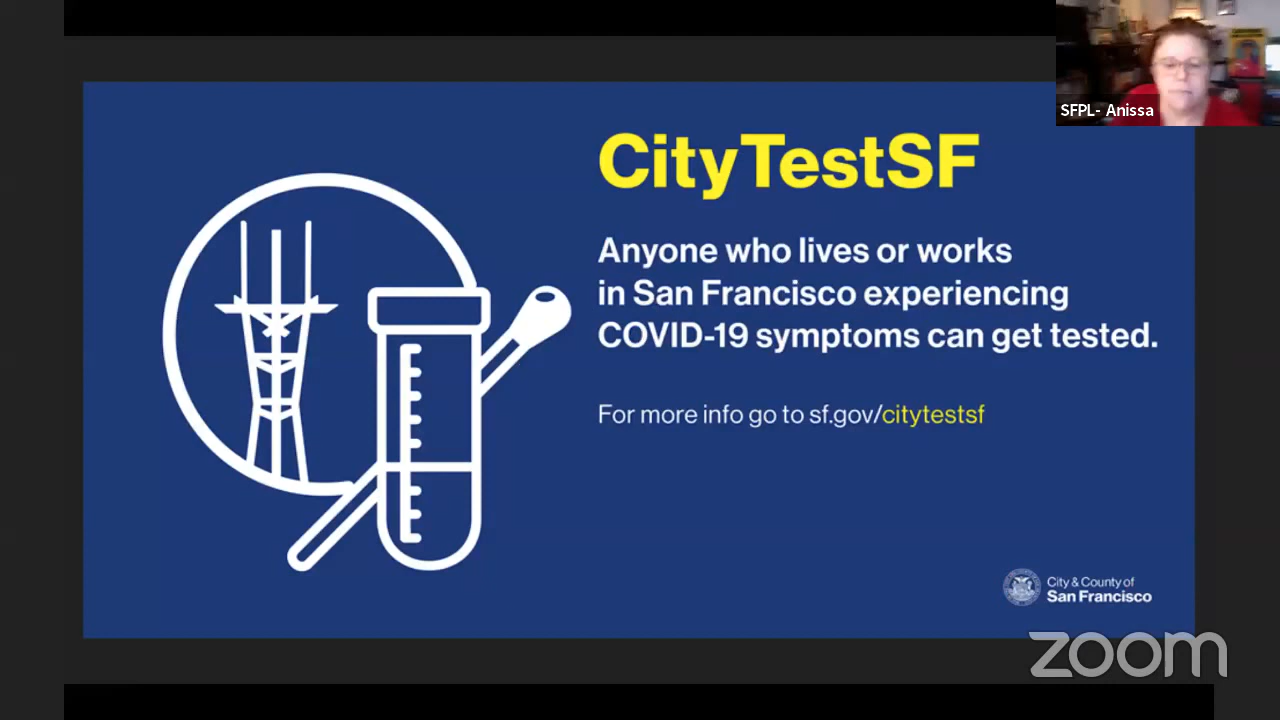 SFPL- Anissa
CityTestSF
Anyone who lives or works
in San Francisco experiencing
COVID-19 symptoms can get tested.
For more info go to sf.gov/citytestsf
City & County of
San Francisco
zoom